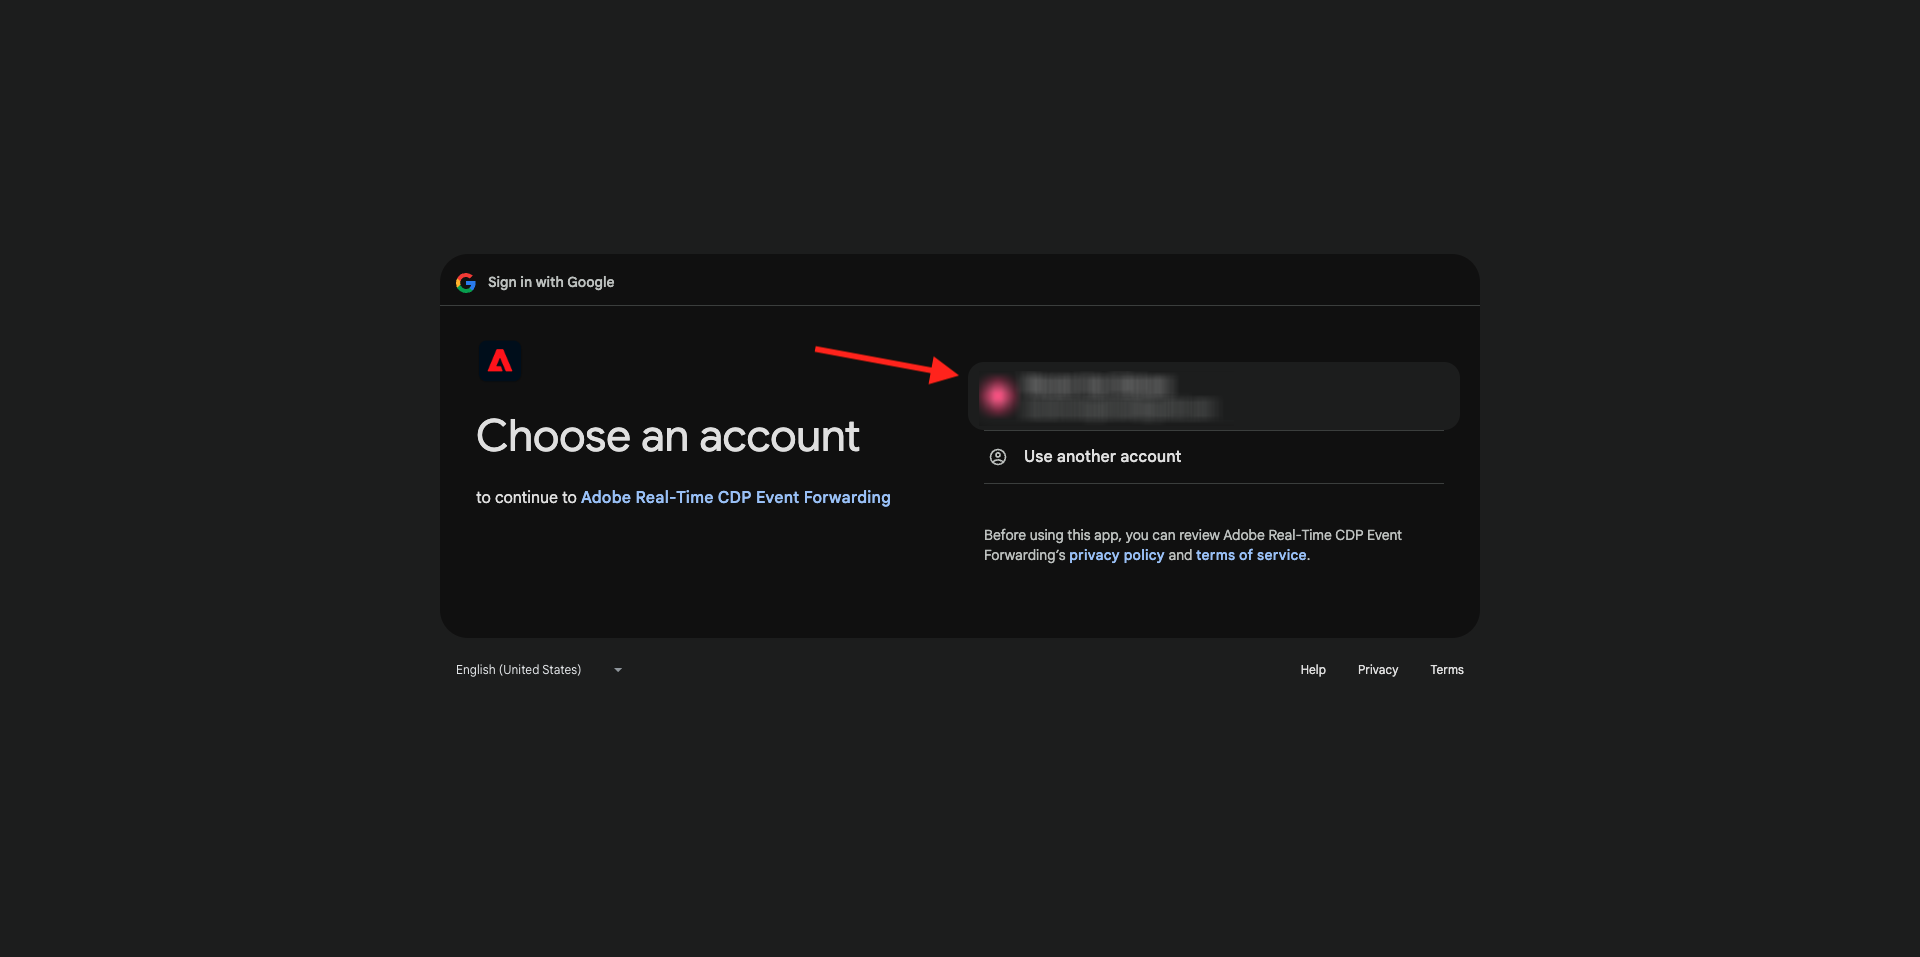 Sign in with Google
Choose an account
to continue to Adobe Real-Time CDP Event Forwarding
Use another account
Before using this app, you can review Adobe Real-Time CDP Event
Forwarding's privacy policy and terms of service.
English (United States)
Help Privacy Terms